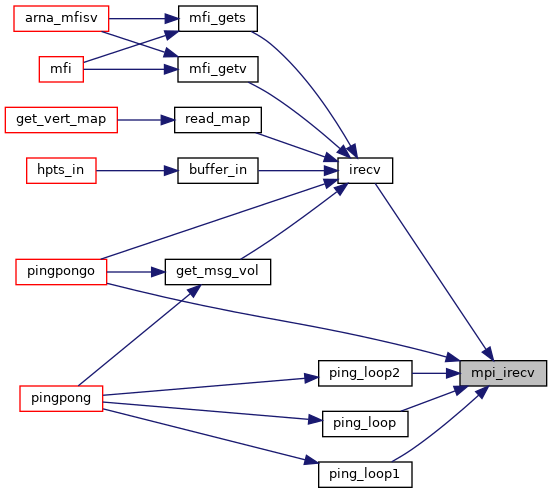 arna_mfisv
mfi_gets
mfi
mfi_getv
get_vert_map
read_map
hpts_in
buffer_in
irecv
pingpongo
get_msg_vol
mpi_irecv
ping_loop2
pingpong
ping_loop
ping_loop1